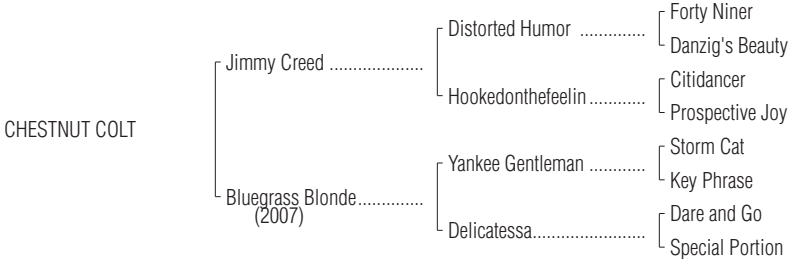 Forty Niner
Distorted Humor ..............
Danzig's Beauty
Jimmy Creed ....................
Citidancer
Hookedonthefeelin............
Prospective Joy
CHESTNUT COLT
Storm Cat
Yankee Gentleman ............
Key Phrase
Bluegrass Blonde..............
(2007)
Dare and Go
Delicatessa........................
Special Portion